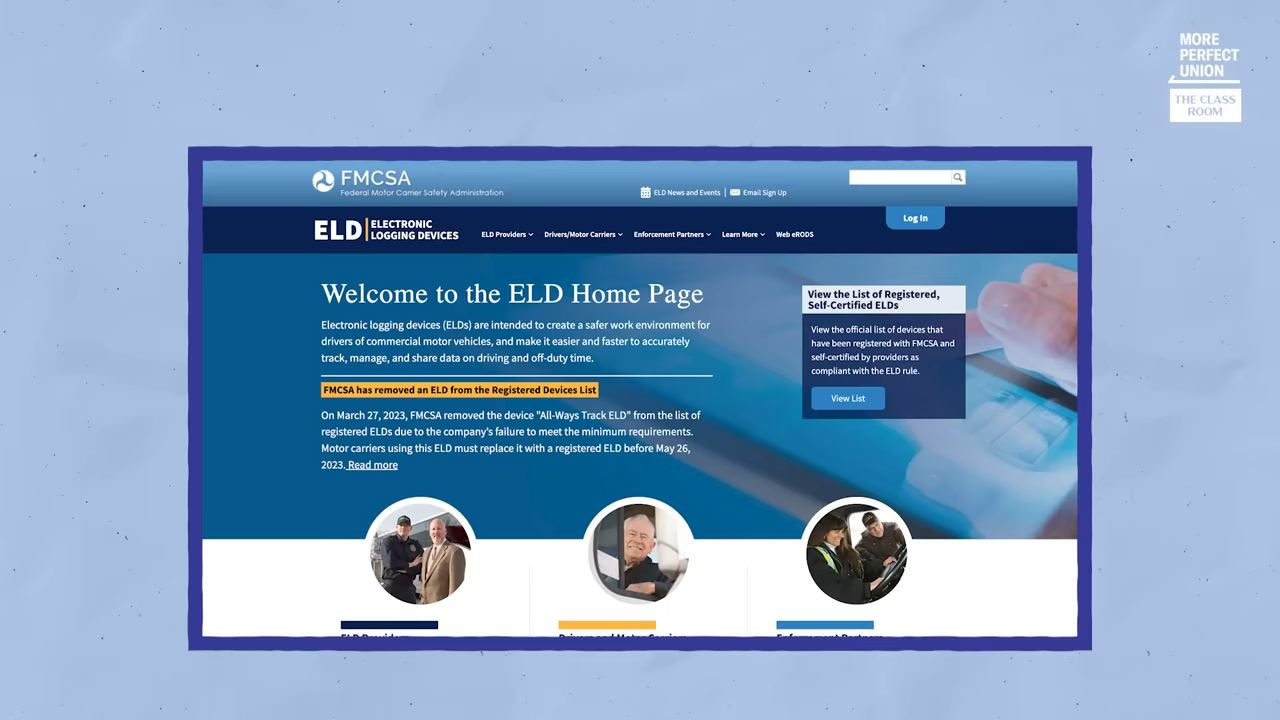 MORE
PERFECT
UNION
THE CLASS
ROOM
FMCSA
Federal Motor Carrier Safety Administration
ELD News and Events | Email Sign Up
Log In
ELD | ELECTRONIC
LOGGING DEVICES
ELD Providers
Drivers/Motor Carriers
Enforcement Partners
Learn More
Web eRODS
Welcome to the ELD Home Page
Electronic logging devices (ELDs) are intended to create a safer work environment for
drivers of commercial motor vehicles, and make it easier and faster to accurately
track, manage, and share data on driving and off-duty time.
FMCSA has removed an ELD from the Registered Devices List
On March 27, 2023, FMCSA removed the device "All-Ways Track ELD" from the list of
registered ELDs due to the company's failure to meet the minimum requirements.
Motor carriers using this ELD must replace it with a registered ELD before May 26,
2023. Read more
View the List of Registered,
Self-Certified ELDs
View the official list of devices that
have been registered with FMCSA and
self-certified by providers as
compliant with the ELD rule.
View List
ELD Providers
Drivers and Motor Carriers
Enforcement Partners